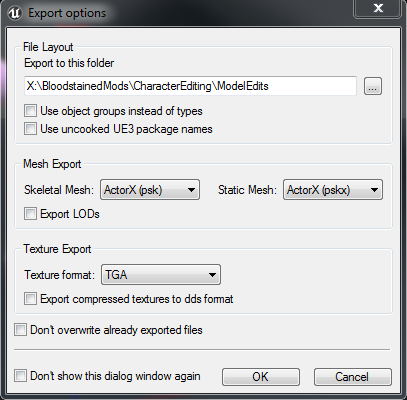 Export options
File Layout
Export to this folder
X:\BloodstainedMods\CharacterEditing\ModelEdits
...
Use object groups instead of types
Use uncooked UE3 package names
Mesh Export
Skeletal Mesh: ActorX (psk) Static Mesh: ActorX (pskx)
Export LODs
Texture Export
Texture format: TGA
Export compressed textures to dds format
Don't overwrite already exported files
Don't show this dialog window again OK Cancel